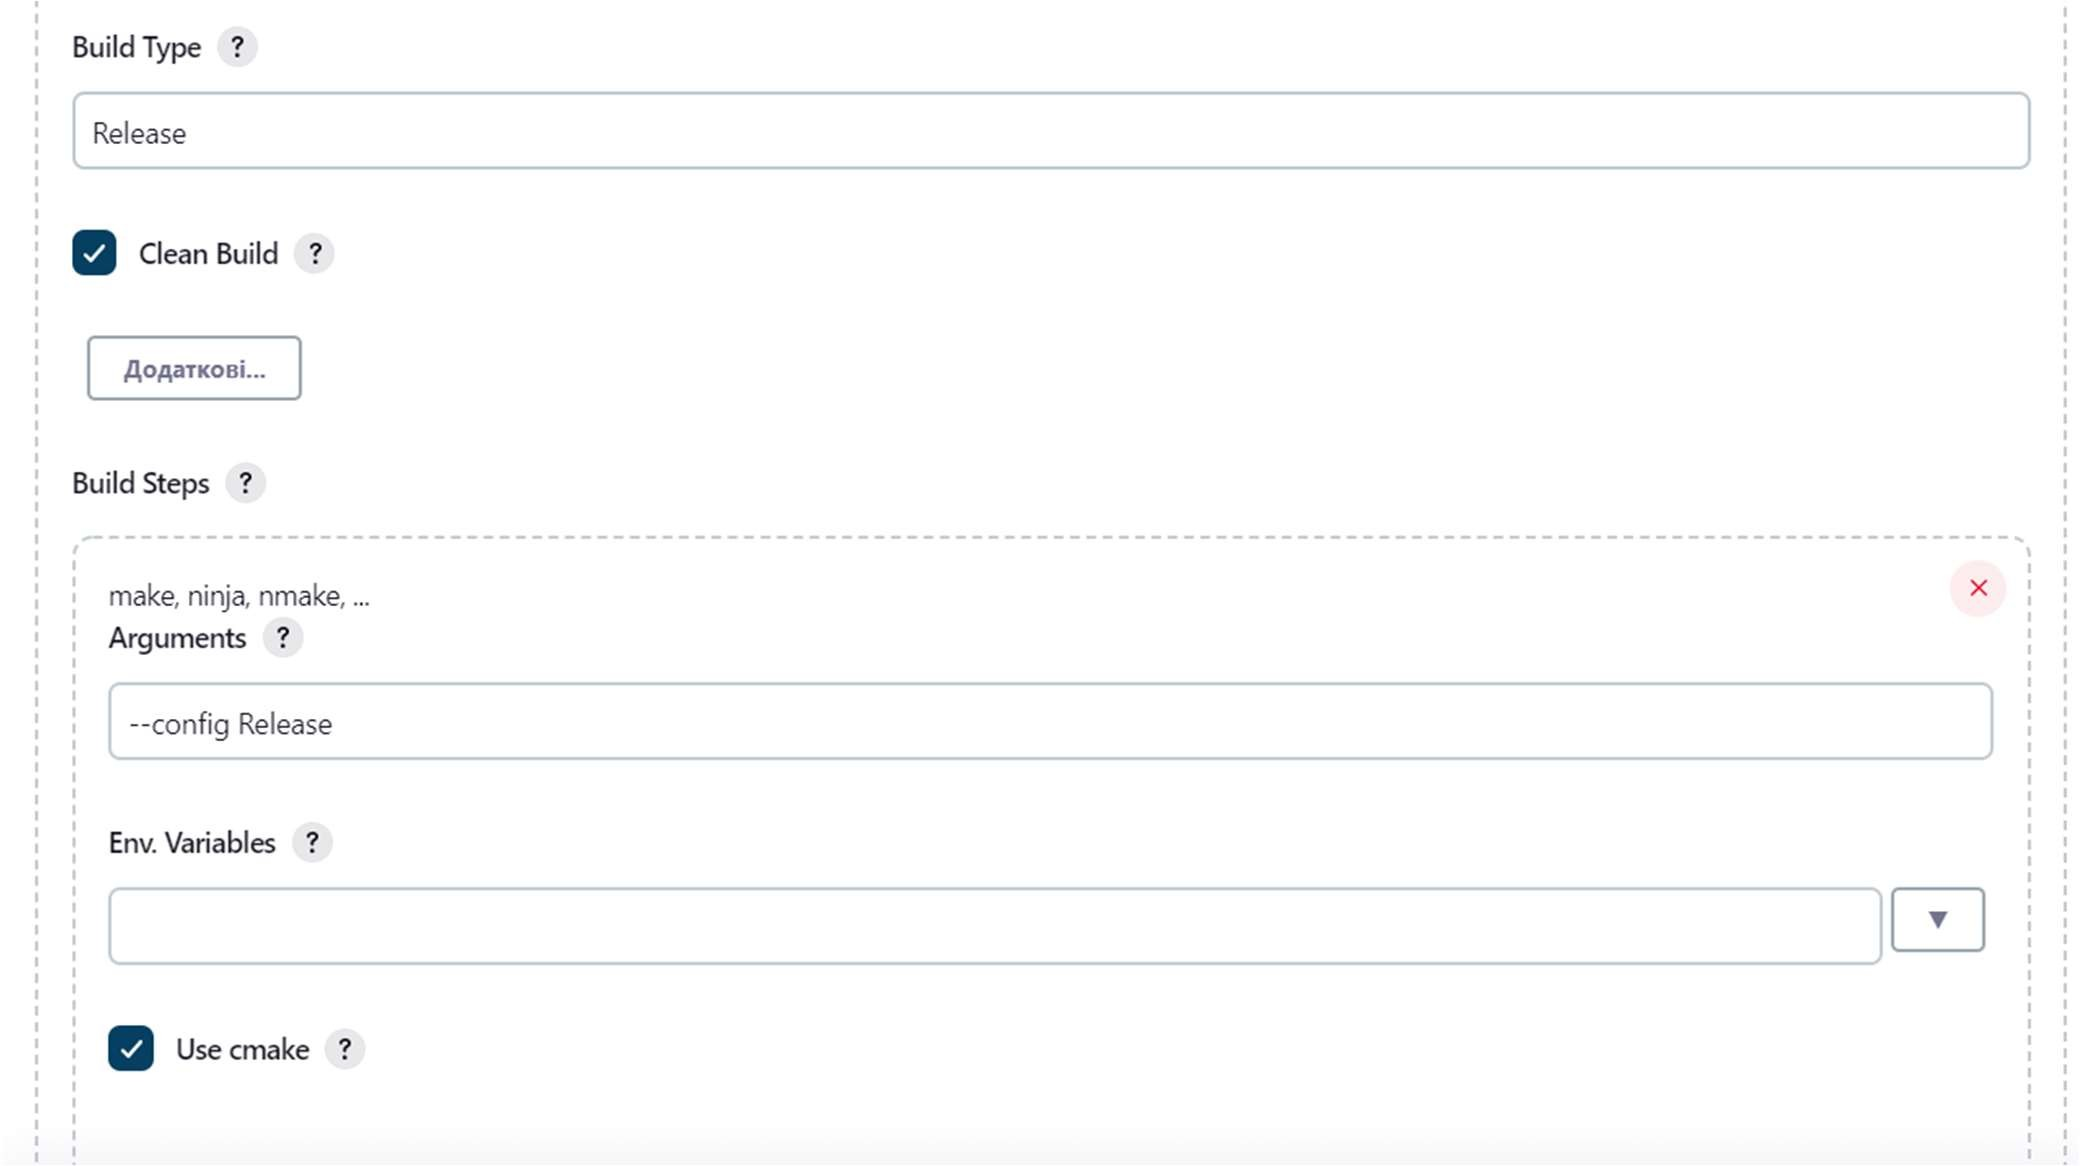 Build Type ?
Release
Clean Build ?
Додаткові...
Build Steps ?
make, ninja, nmake, ...
Arguments ?
--config Release
Env. Variables ?
Use cmake ?